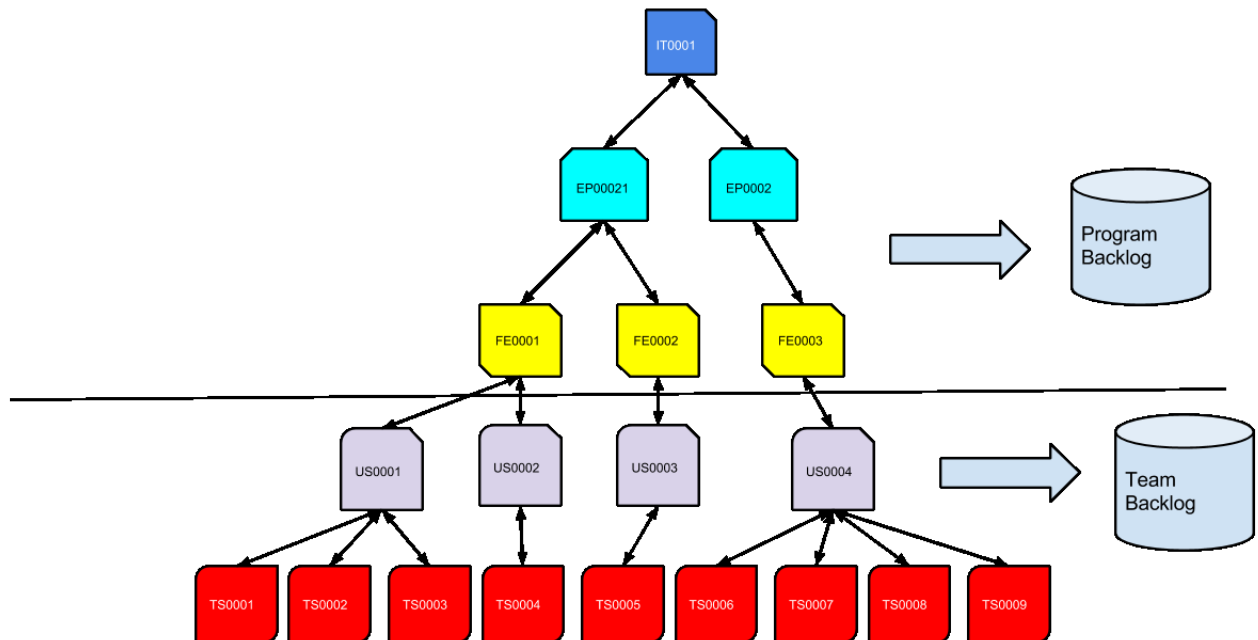 IT0001
EP00021
EP0002
Program
Backlog
FE0001
FE0002
FE0003
US0001
US0002
US0003
US0004
Team
Backlog
TS0001
TS0002
TS0003
TS0004
TS0005
TS0006
TS0007
TS0008
TS0009